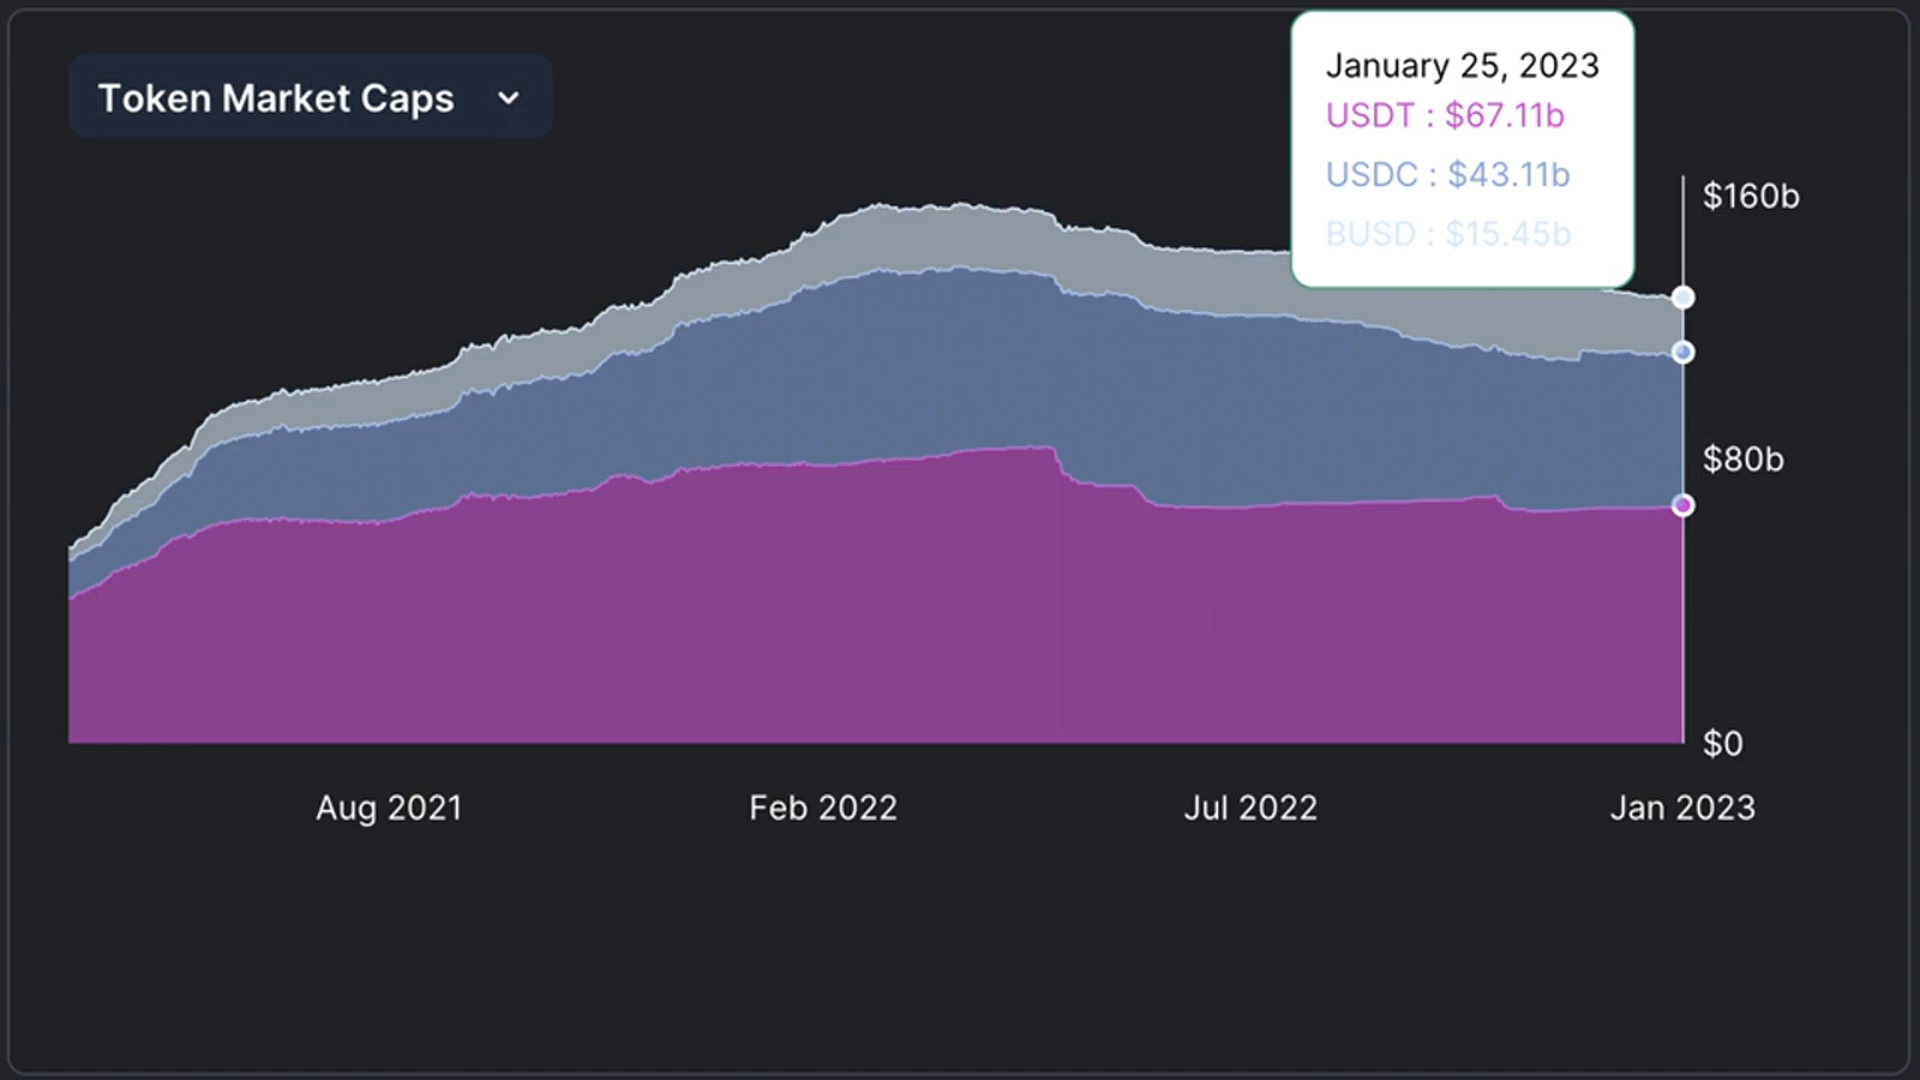 Token Market Caps
January 25, 2023
USDT : $67.11b
USDC : $43.11b
BUSD : $15.45b
$160b
$80b
$0
Aug 2021
Feb 2022
Jul 2022
Jan 2023